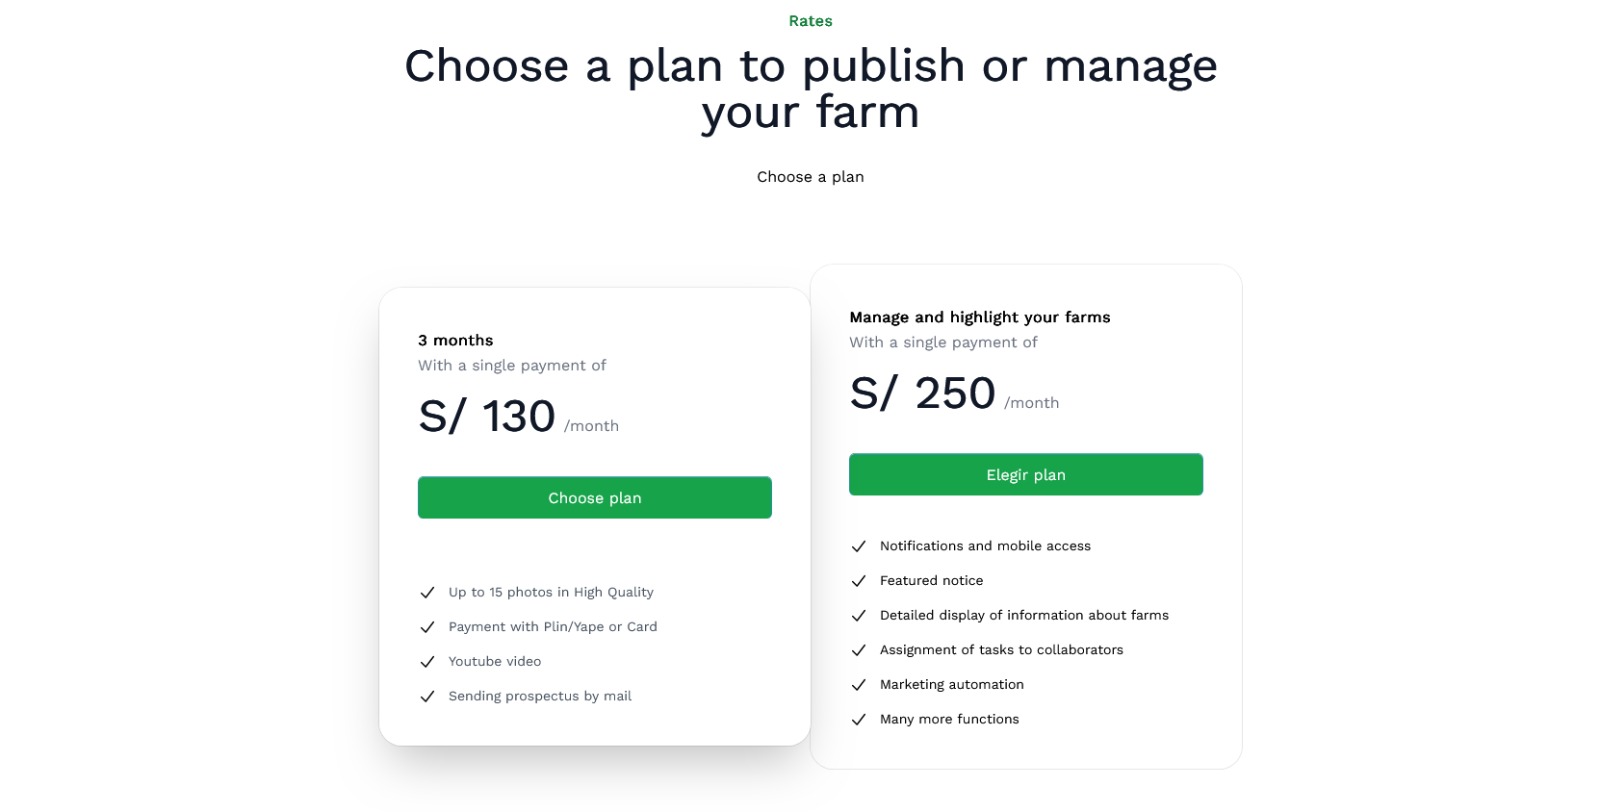 Rates
Choose a plan to publish or manage
your farm
Choose a plan
3 months
With a single payment of
S/ 130 /month
Choose plan
Up to 15 photos in High Quality
Payment with Plin/Yape or Card
Youtube video
Sending prospectus by mail
Manage and highlight your farms
With a single payment of
S/ 250 /month
Elegir plan
Notifications and mobile access
Featured notice
Detailed display of information about farms
Assignment of tasks to collaborators
Marketing automation
Many more functions